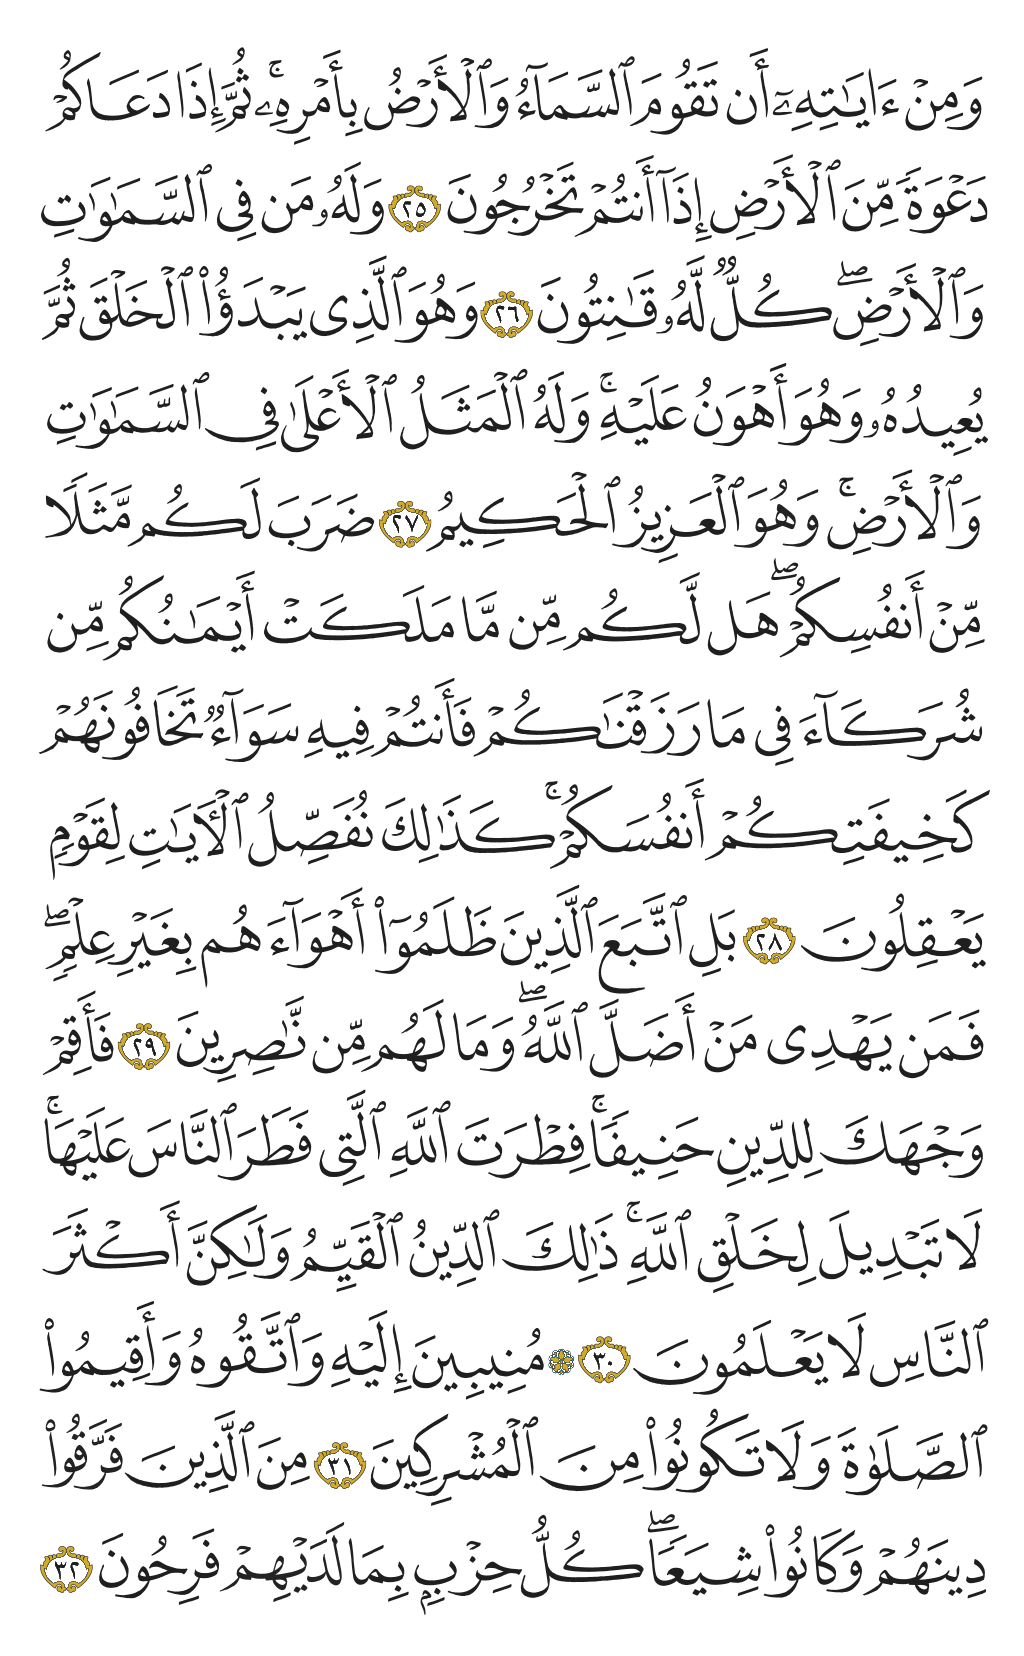 وَمِنۡ ءَايَٰتِهِۦٓ أَن تَقُومَ ٱلسَّمَآءُ وَٱلۡأَرۡضُ بِأَمۡرِهِۦۚ ثُمَّ إِذَا دَعَاكُمۡ
دَعۡوَةٗ مِّنَ ٱلۡأَرۡضِ إِذَآ أَنتُمۡ تَخۡرُجُونَ ٢٥ وَلَهُۥ مَن فِي ٱلسَّمَٰوَٰتِ
وَٱلۡأَرۡضِۖ كُلّٞ لَّهُۥ قَٰنِتُونَ ٢٦ وَهُوَ ٱلَّذِي يَبۡدَؤُاْ ٱلۡخَلۡقَ ثُمَّ
يُعِيدُهُۥ وَهُوَ أَهۡوَنُ عَلَيۡهِۚ وَلَهُ ٱلۡمَثَلُ ٱلۡأَعۡلَىٰ فِي ٱلسَّمَٰوَٰتِ
وَٱلۡأَرۡضِۚ وَهُوَ ٱلۡعَزِيزُ ٱلۡحَكِيمُ ٢٧ ضَرَبَ لَكُم مَّثَلٗا
مِّنۡ أَنفُسِكُمۡۖ هَل لَّكُم مِّن مَّا مَلَكَتۡ أَيۡمَٰنُكُم مِّن
شُرَكَآءَ فِي مَا رَزَقۡنَٰكُمۡ فَأَنتُمۡ فِيهِ سَوَآءٞ تَخَافُونَهُمۡ
كَخِيفَتِكُمۡ أَنفُسَكُمۡۚ كَذَٰلِكَ نُفَصِّلُ ٱلۡأٓيَٰتِ لِقَوۡمٖ
يَعۡقِلُونَ ٢٨ بَلِ ٱتَّبَعَ ٱلَّذِينَ ظَلَمُوٓاْ أَهۡوَآءَهُم بِغَيۡرِ عِلۡمٖۖ
فَمَن يَهۡدِي مَنۡ أَضَلَّ ٱللَّهُۖ وَمَا لَهُم مِّن نَّٰصِرِينَ ٢٩ فَأَقِمۡ
وَجۡهَكَ لِلدِّينِ حَنِيفٗاۚ فِطۡرَتَ ٱللَّهِ ٱلَّتِي فَطَرَ ٱلنَّاسَ عَلَيۡهَاۚ
لَا تَبۡدِيلَ لِخَلۡقِ ٱللَّهِۚ ذَٰلِكَ ٱلدِّينُ ٱلۡقَيِّمُ وَلَٰكِنَّ أَكۡثَرَ
ٱلنَّاسِ لَا يَعۡلَمُونَ ٣٠ ۞ مُنِيبِينَ إِلَيۡهِ وَٱتَّقُوهُ وَأَقِيمُواْ
ٱلصَّلَوٰةَ وَلَا تَكُونُواْ مِنَ ٱلۡمُشۡرِكِينَ ٣١ مِنَ ٱلَّذِينَ فَرَّقُواْ
دِينَهُمۡ وَكَانُواْ شِيَعٗاۖ كُلُّ حِزۡبِۭ بِمَا لَدَيۡهِمۡ فَرِحُونَ ٣٢